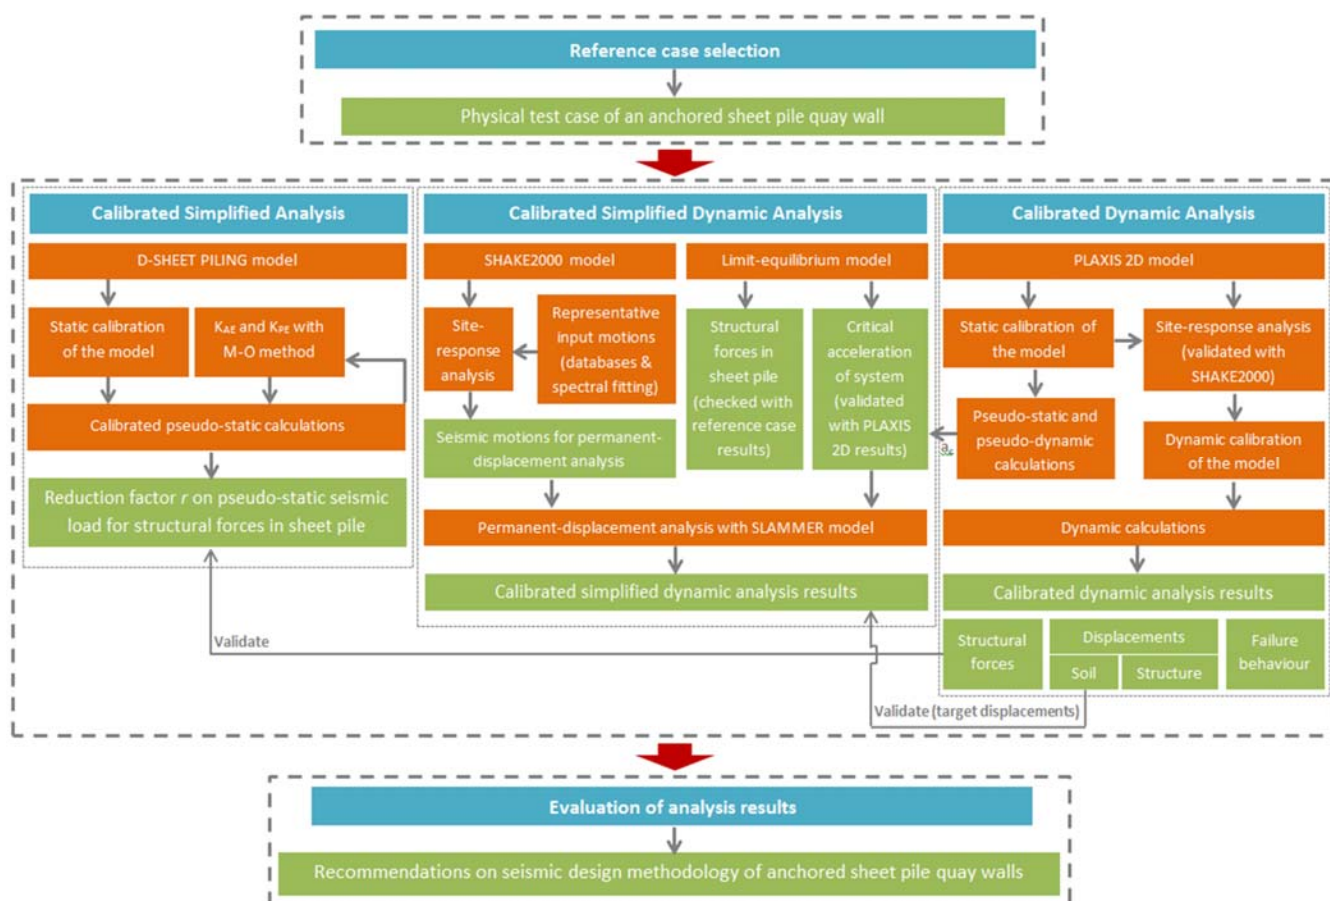 Reference case selection
Physical test case of an anchored sheet pile quay wall
Calibrated Simplified Analysis
D-SHEET PILING model
Static calibration
of the model
KAE and KPE with
M-O method
Calibrated pseudo-static calculations
Reduction factor r on pseudo-static seismic
load for structural forces in sheet pile
Calibrated Simplified Dynamic Analysis
SHAKE2000 model
Limit-equilibrium model
Site-
response
analysis
Representative
input motions
(databases &
spectral fitting)
Structural
forces in
sheet pile
(checked with
reference case
results)
Critical
acceleration
of system
(validated
with PLAXIS
2D results)
Seismic motions for permanent-
displacement analysis
Permanent-displacement analysis with SLAMMER model
Calibrated simplified dynamic analysis results
Calibrated Dynamic Analysis
PLAXIS 2D model
Static calibration of
the model
Site-response analysis
(validated with
SHAKE2000)
ac
Pseudo-static and
pseudo-dynamic
calculations
Dynamic calibration
of the model
Dynamic calculations
Calibrated dynamic analysis results
Structural
forces
Displacements
Soil
Structure
Failure
behaviour
Validate
Validate (target displacements)
Evaluation of analysis results
Recommendations on seismic design methodology of anchored sheet pile quay walls